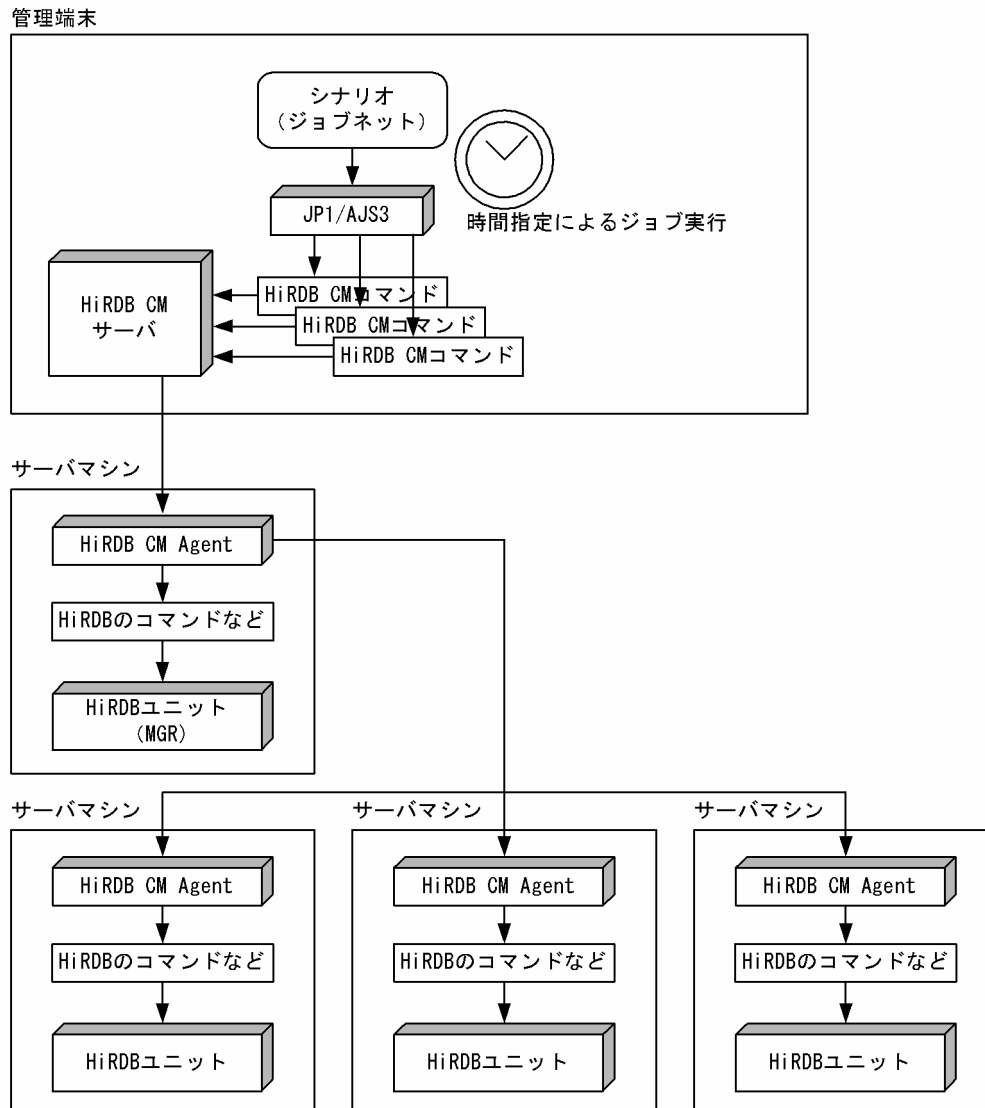 管理端末
シナリオ
(ジョブネット)
JP1/AJS3
時間指定によるジョブ実行
HiRDB CM
サーバ
HiRDB CMコマンド
HiRDB CMコマンド
HiRDB CMコマンド
サーバマシン
HiRDB CM Agent
HiRDBのコマンドなど
HiRDBユニット
(MGR)
サーバマシン
サーバマシン
サーバマシン
HiRDB CM Agent
HiRDB CM Agent
HiRDB CM Agent
HiRDBのコマンドなど
HiRDBのコマンドなど
HiRDBのコマンドなど
HiRDBユニット
HiRDBユニット
HiRDBユニット